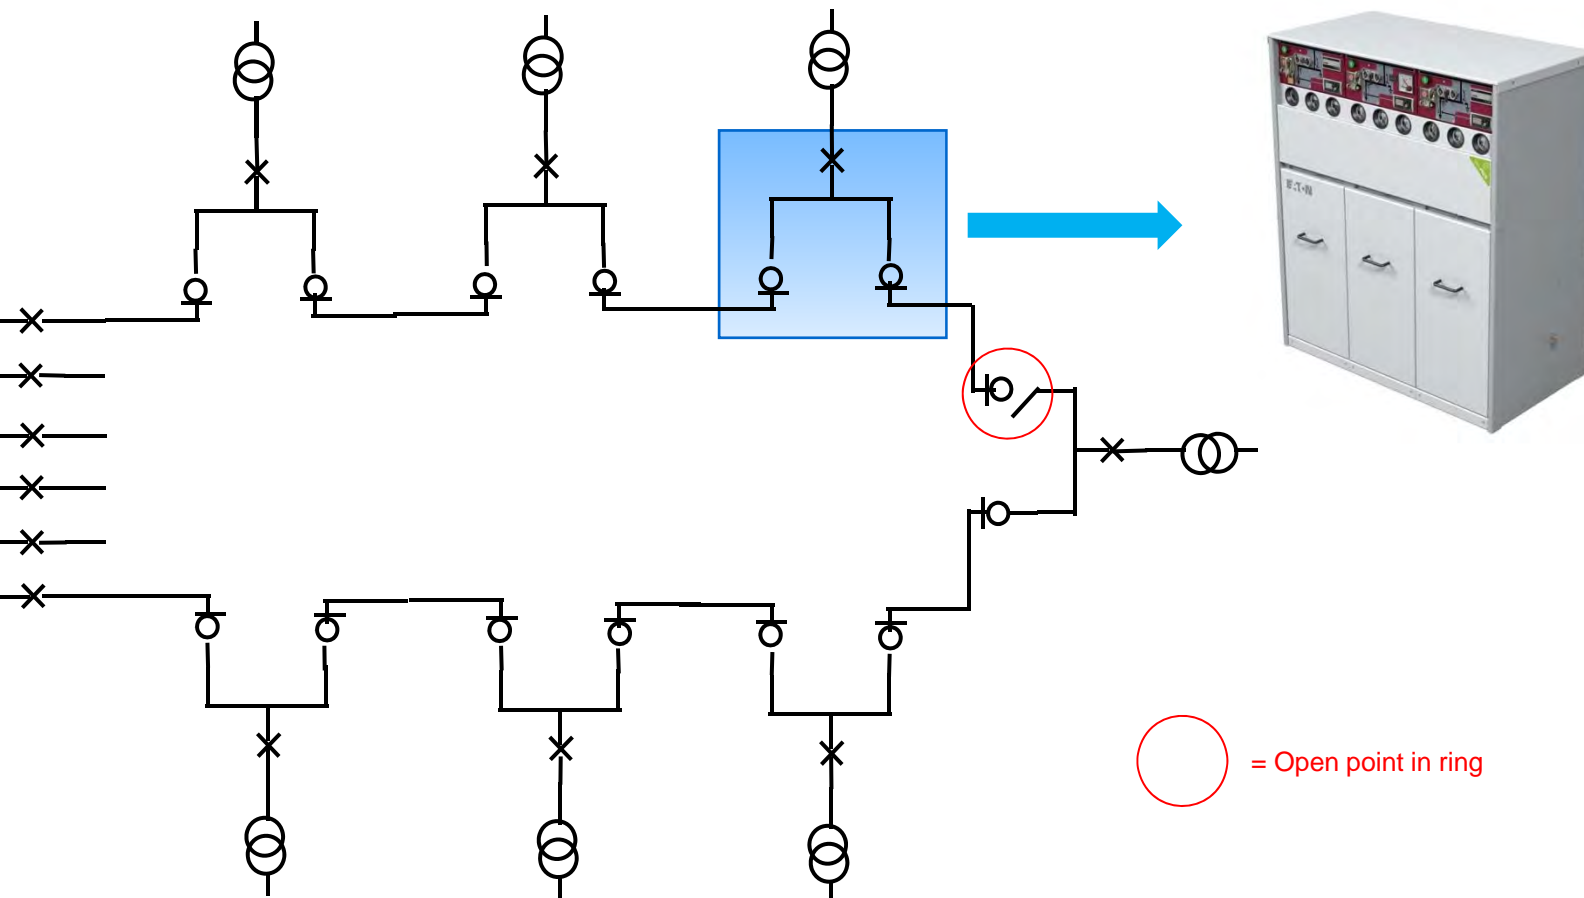 E·T·N
= Open point in ring